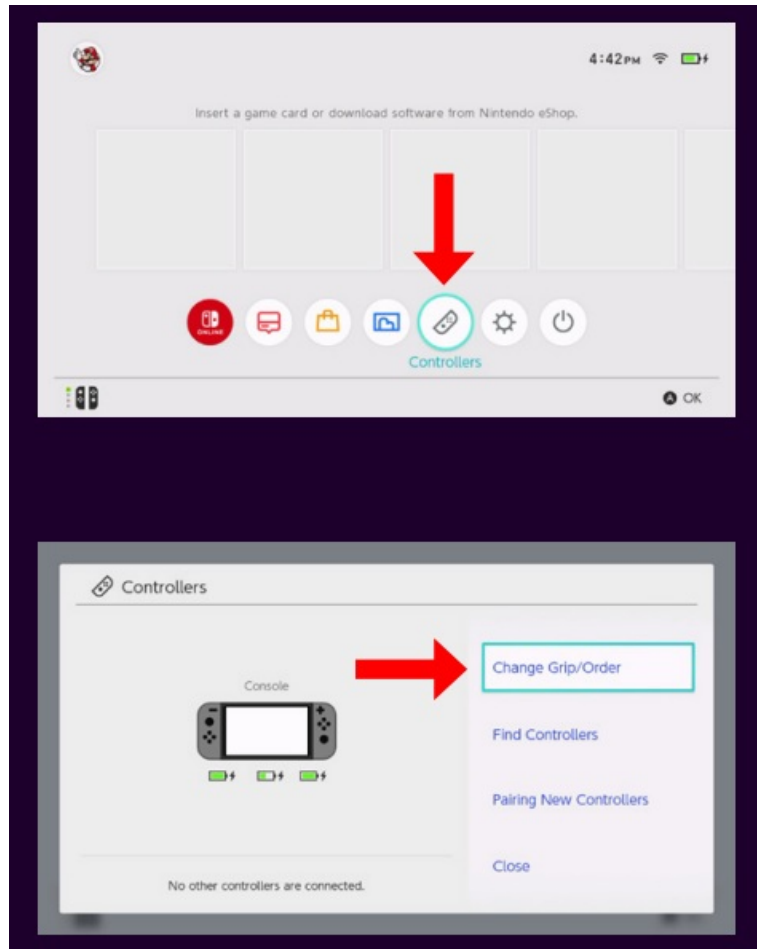 4:42PM
Insert a game card or download software from Nintendo eShop.
ONLINE
Controllers
A OK
Controllers
Console
Change Grip/Order
Find Controllers
Pairing New Controllers
Close
No other controllers are connected.